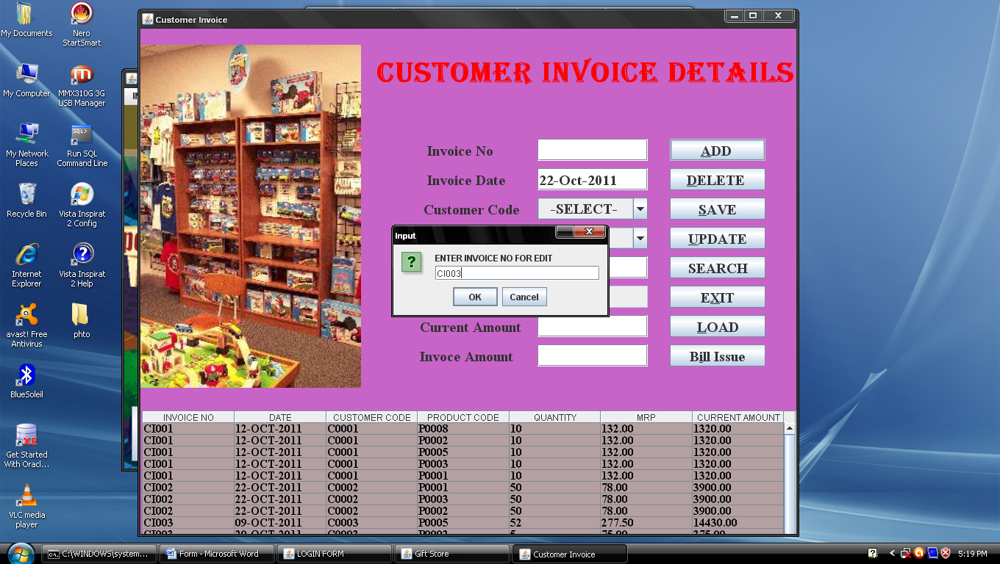 My Documents
Nero
StartSmart
My Computer
MMX310G 3G
USB Manager
My Network
Places
Run SQL
Command Line
Recycle Bin
Vista Inspirat
2 Config
Internet
Explorer
Vista Inspirat
2 Help
avast! Free
Antivirus
phto
BlueSoleil
Get Started
With Oracl...
VLC media
player
Customer Invoice
CUSTOMER INVOICE DETAILS
Invoice No
ADD
Invoice Date 22-Oct-2011
DELETE
Customer Code -SELECT-
SAVE
UPDATE
SEARCH
EXIT
Current Amount
LOAD
Invoce Amount
Bill Issue
Input
ENTER INVOICE NO FOR EDIT
CI003
OK Cancel
INVOICE NO DATE CUSTOMER CODE PRODUCT CODE QUANTITY MRP CURRENT AMOUNT
CI001 12-OCT-2011 C0001 P0008 10 132.00 1320.00
CI001 12-OCT-2011 C0001 P0002 10 132.00 1320.00
CI001 12-OCT-2011 C0001 P0005 10 132.00 1320.00
CI001 12-OCT-2011 C0001 P0003 10 132.00 1320.00
CI001 12-OCT-2011 C0001 P0001 10 132.00 1320.00
CI002 22-OCT-2011 C0002 P0001 50 78.00 3900.00
CI002 22-OCT-2011 C0002 P0003 50 78.00 3900.00
CI002 22-OCT-2011 C0002 P0002 50 78.00 3900.00
CI003 09-OCT-2011 C0003 P0005 52 277.50 14430.00
C:\WINDOWS\system... Form - Microsoft Word LOGIN FORM Gift Store Customer Invoice 5:19 PM